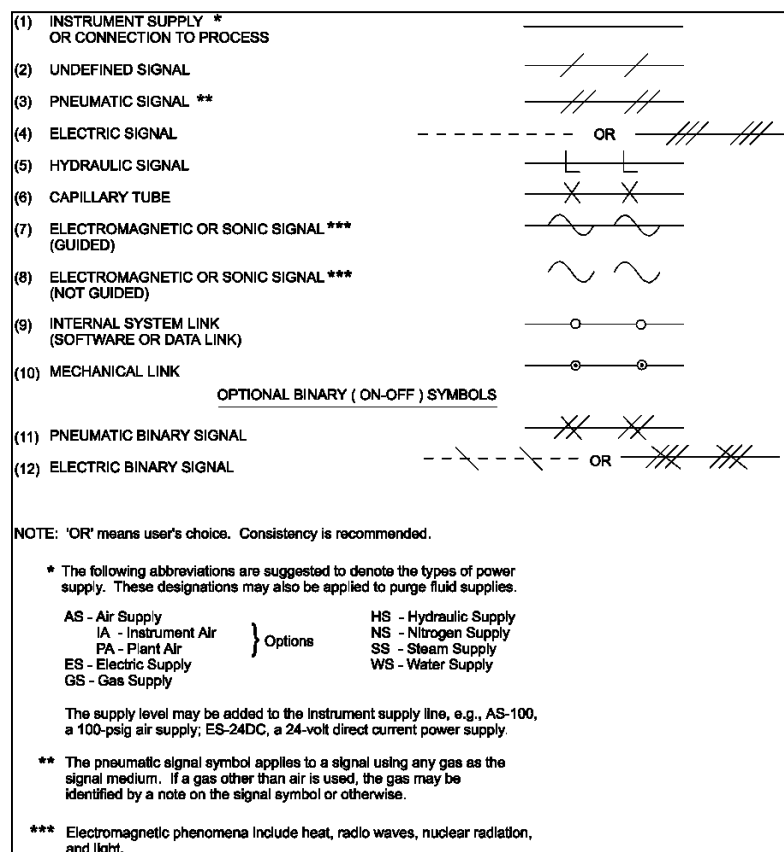 (1) INSTRUMENT SUPPLY *
OR CONNECTION TO PROCESS
(2) UNDEFINED SIGNAL
(3) PNEUMATIC SIGNAL **
(4) ELECTRIC SIGNAL OR
(5) HYDRAULIC SIGNAL
(6) CAPILLARY TUBE
(7) ELECTROMAGNETIC OR SONIC SIGNAL ***
(GUIDED)
(8) ELECTROMAGNETIC OR SONIC SIGNAL ***
(NOT GUIDED)
(9) INTERNAL SYSTEM LINK
(SOFTWARE OR DATA LINK)
(10) MECHANICAL LINK
OPTIONAL BINARY ( ON-OFF ) SYMBOLS
(11) PNEUMATIC BINARY SIGNAL
(12) ELECTRIC BINARY SIGNAL OR
NOTE: 'OR' means user's choice. Consistency is recommended.
* The following abbreviations are suggested to denote the types of power
supply. These designations may also be applied to purge fluid supplies.
AS - Air Supply
IA - Instrument Air
PA - Plant Air
Options
ES - Electric Supply
GS - Gas Supply
HS - Hydraulic Supply
NS - Nitrogen Supply
SS - Steam Supply
WS - Water Supply
The supply level may be added to the instrument supply line, e.g., AS-100,
a 100-psig air supply; ES-24DC, a 24-volt direct current power supply.
** The pneumatic signal symbol applies to a signal using any gas as the
signal medium. If a gas other than air is used, the gas may be
identified by a note on the signal symbol or otherwise.
*** Electromagnetic phenomena include heat, radio waves, nuclear radiation,
and light.